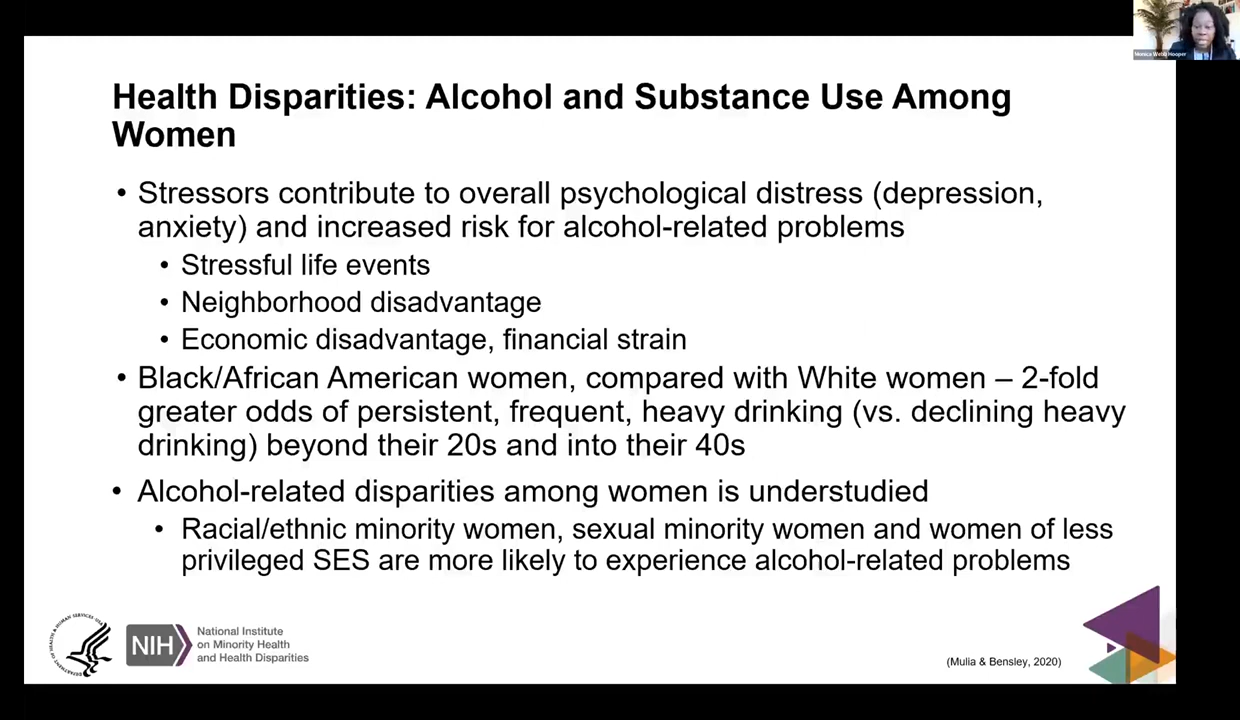 Monica Webb Hooper
Health Disparities: Alcohol and Substance Use Among
Women
• Stressors contribute to overall psychological distress (depression,
anxiety) and increased risk for alcohol-related problems
• Stressful life events
• Neighborhood disadvantage
• Economic disadvantage, financial strain
• Black/African American women, compared with White women – 2-fold
greater odds of persistent, frequent, heavy drinking (vs. declining heavy
drinking) beyond their 20s and into their 40s
• Alcohol-related disparities among women is understudied
• Racial/ethnic minority women, sexual minority women and women of less
privileged SES are more likely to experience alcohol-related problems
NIH
National Institute
on Minority Health
and Health Disparities
(Mulia & Bensley, 2020)